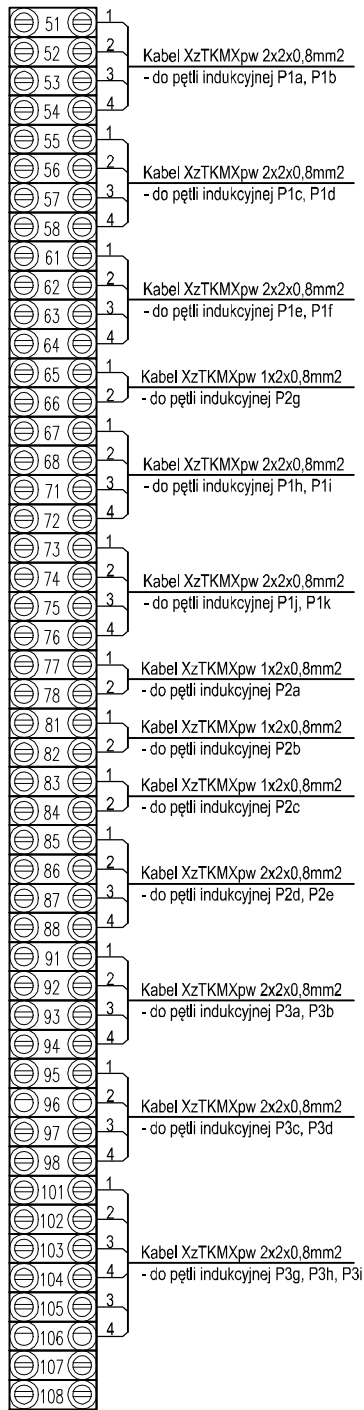 51 1
52 2 Kabel XzTKMXpw 2x2x0,8mm2
53 3 - do pętli indukcyjnej P1a, P1b
54 4
55 1
56 2 Kabel XzTKMXpw 2x2x0,8mm2
57 3 - do pętli indukcyjnej P1c, P1d
58 4
61 1
62 2 Kabel XzTKMXpw 2x2x0,8mm2
63 3 - do pętli indukcyjnej P1e, P1f
64 4
65 1 Kabel XzTKMXpw 1x2x0,8mm2
66 2 - do pętli indukcyjnej P2g
67 1
68 2 Kabel XzTKMXpw 2x2x0,8mm2
71 3 - do pętli indukcyjnej P1h, P1i
72 4
73 1
74 2 Kabel XzTKMXpw 2x2x0,8mm2
75 3 - do pętli indukcyjnej P1j, P1k
76 4
77 1 Kabel XzTKMXpw 1x2x0,8mm2
78 2 - do pętli indukcyjnej P2a
81 1 Kabel XzTKMXpw 1x2x0,8mm2
82 2 - do pętli indukcyjnej P2b
83 1 Kabel XzTKMXpw 1x2x0,8mm2
84 2 - do pętli indukcyjnej P2c
85 1
86 2 Kabel XzTKMXpw 2x2x0,8mm2
87 3 - do pętli indukcyjnej P2d, P2e
88 4
91 1
92 2 Kabel XzTKMXpw 2x2x0,8mm2
93 3 - do pętli indukcyjnej P3a, P3b
94 4
95 1
96 2 Kabel XzTKMXpw 2x2x0,8mm2
97 3 - do pętli indukcyjnej P3c, P3d
98 4
101 1
102 2
103 3 Kabel XzTKMXpw 2x2x0,8mm2
104 4 - do pętli indukcyjnej P3g, P3h, P3i
105 3
106 4
107
108